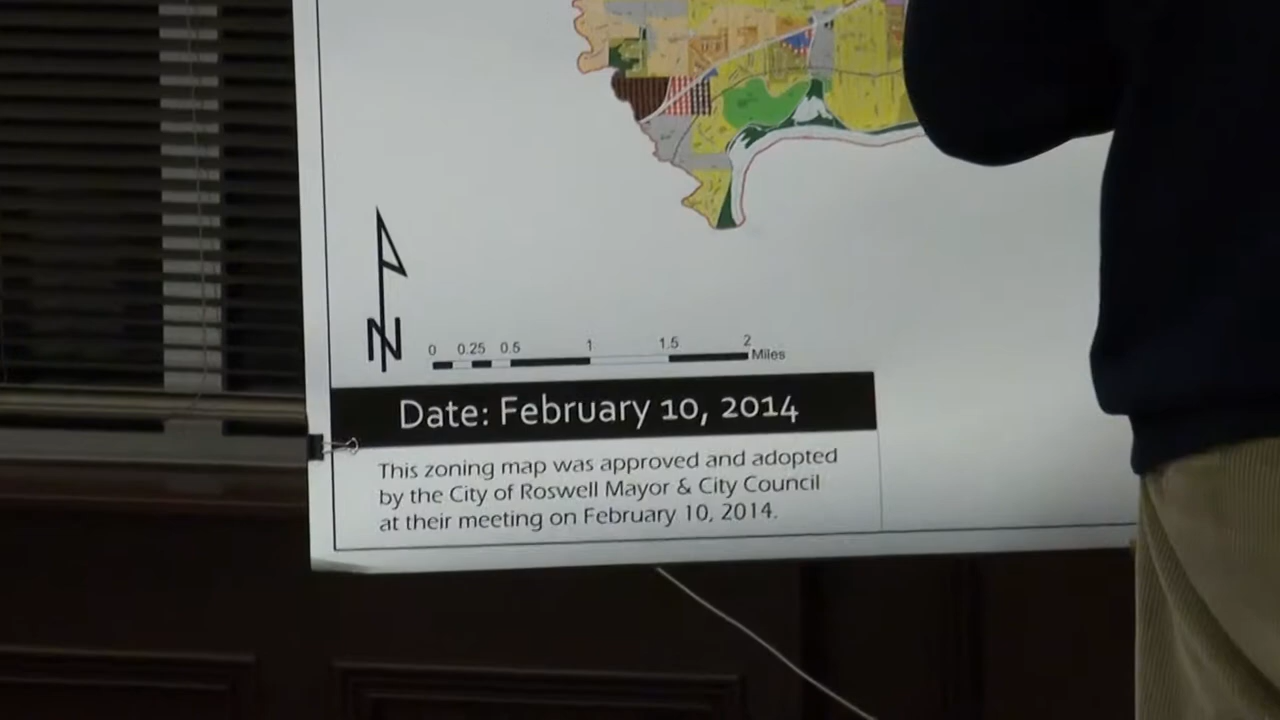 N
0 0.25 0.5 1 1.5 2
Miles
Date: February 10, 2014
This zoning map was approved and adopted
by the City of Roswell Mayor & City Council
at their meeting on February 10, 2014.